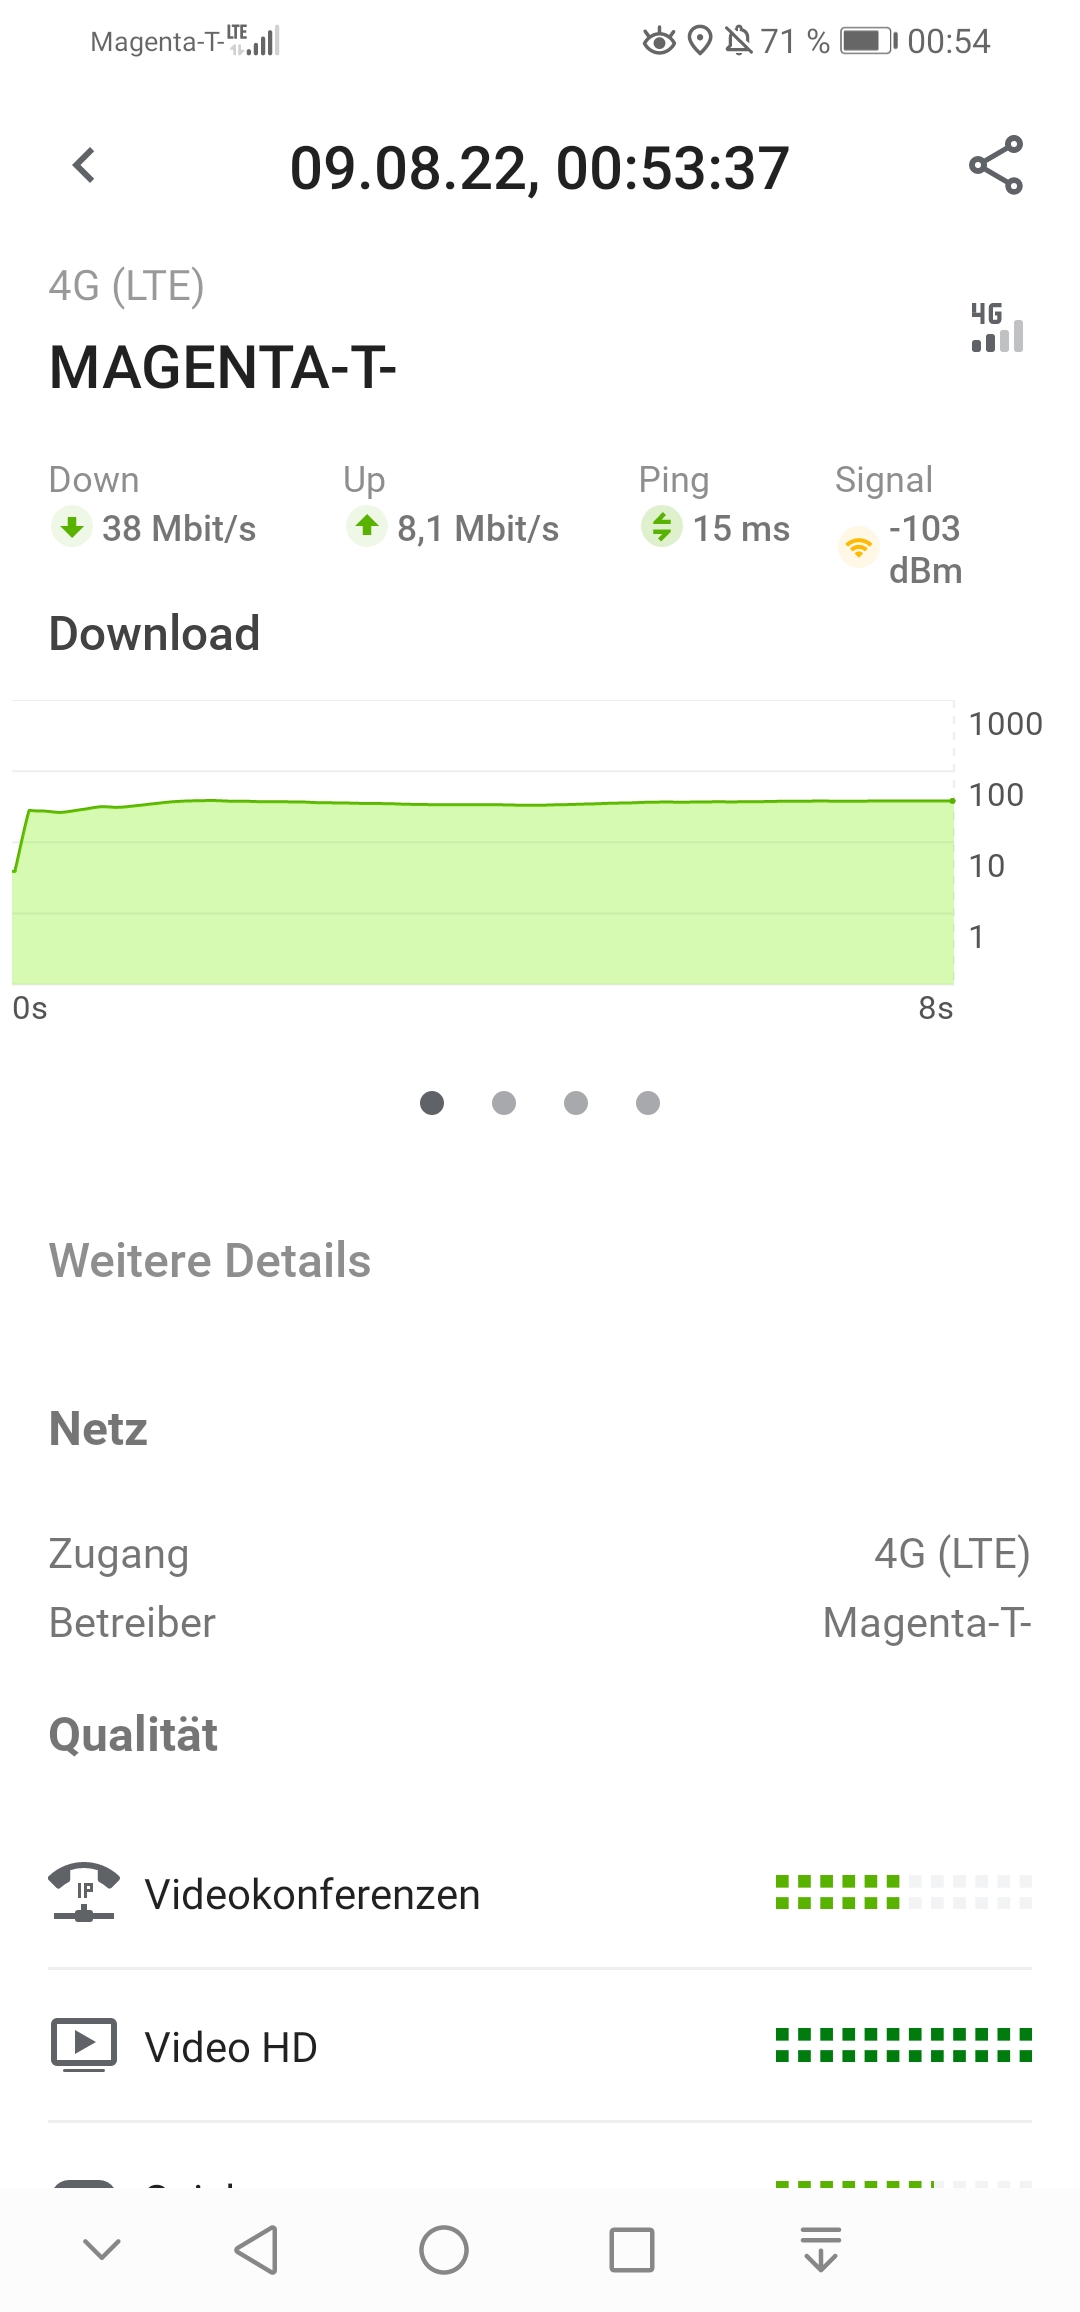 Magenta-T- LTE 71 % 00:54
09.08.22, 00:53:37
4G (LTE)
4G
MAGENTA-T-
Down Up Ping Signal
38 Mbit/s 8,1 Mbit/s 15 ms -103
dBm
Download
1000
100
10
1
0s 8s
Weitere Details
Netz
Zugang 4G (LTE)
Betreiber Magenta-T-
Qualität
IP Videokonferenzen
Video HD